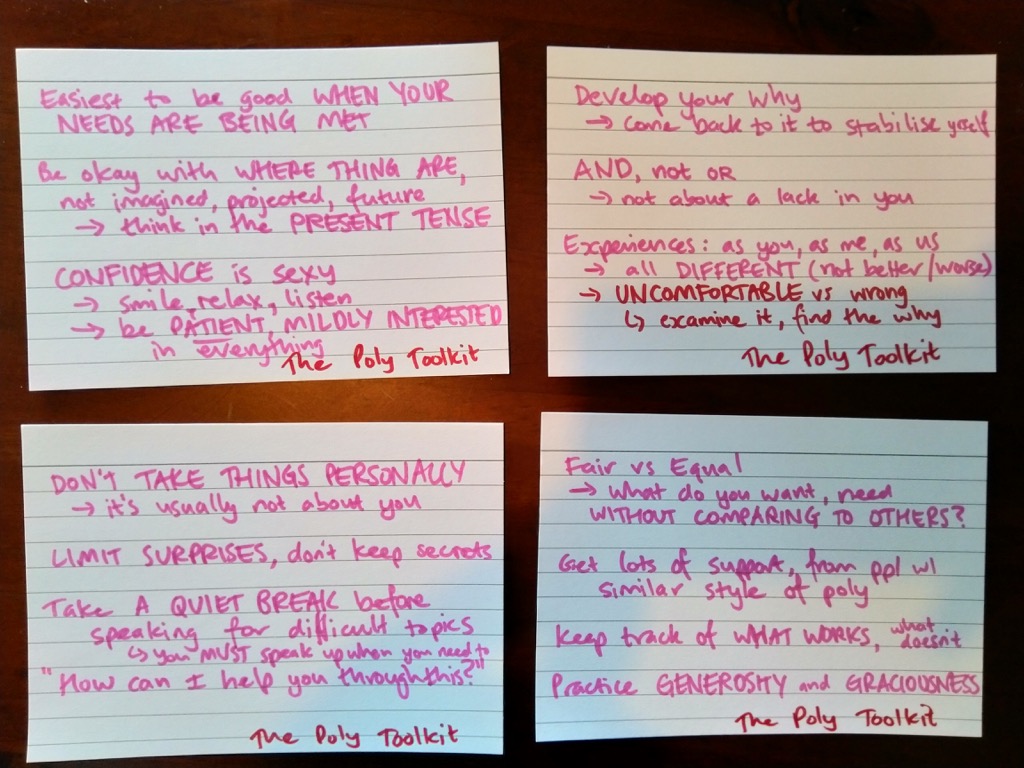 Easiest to be good WHEN YOUR
NEEDS ARE BEING MET
Be okay with WHERE THING ARE,
not imagined, projected, future
→ think in the PRESENT TENSE
CONFIDENCE is sexy
→ smile, relax, listen
→ be PATIENT, MILDLY INTERESTED
in everything
The Poly Toolkit
Develop your why
→ come back to it to stabilise yself
AND, not OR
→ not about a lack in you
Experiences: as you, as me, as us
→ all DIFFERENT (not better/worse)
→ UNCOMFORTABLE vs wrong
↳ examine it, find the why
The Poly Toolkit
DON'T TAKE THINGS PERSONALLY
→ it's usually not about you
LIMIT SURPRISES, don't keep secrets
Take A QUIET BREAK before
speaking for difficult topics
↳ you MUST speak up when you need to
"How can I help you through this?"
The Poly Toolkit
Fair vs Equal
→ What do you want, need
WITHOUT COMPARING TO OTHERS?
Get lots of support, from ppl w/
similar style of poly
Keep track of WHAT WORKS, what doesn't
Practice GENEROSITY and GRACIOUSNESS
The Poly Toolkit